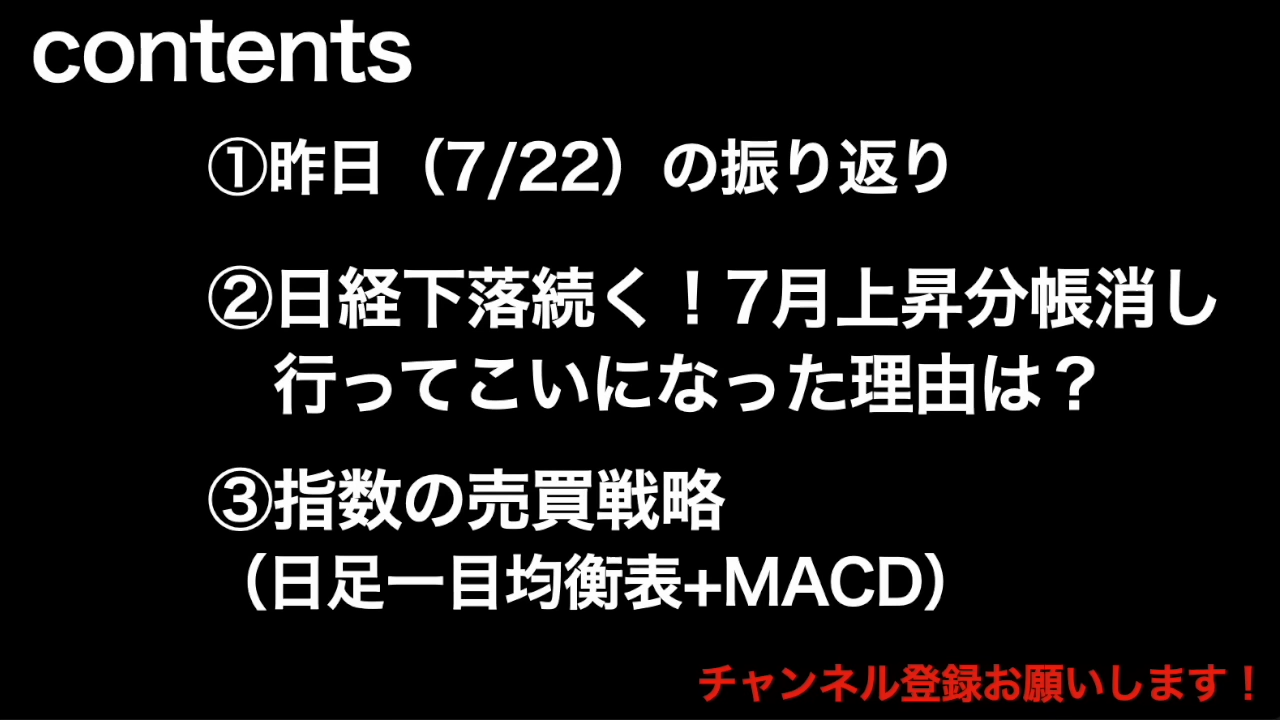 contents
①昨日（7/22）の振り返り
②日経下落続く！7月上昇分帳消し
行ってこいになった理由は？
③指数の売買戦略
（日足一目均衡表+MACD）
チャンネル登録お願いします！